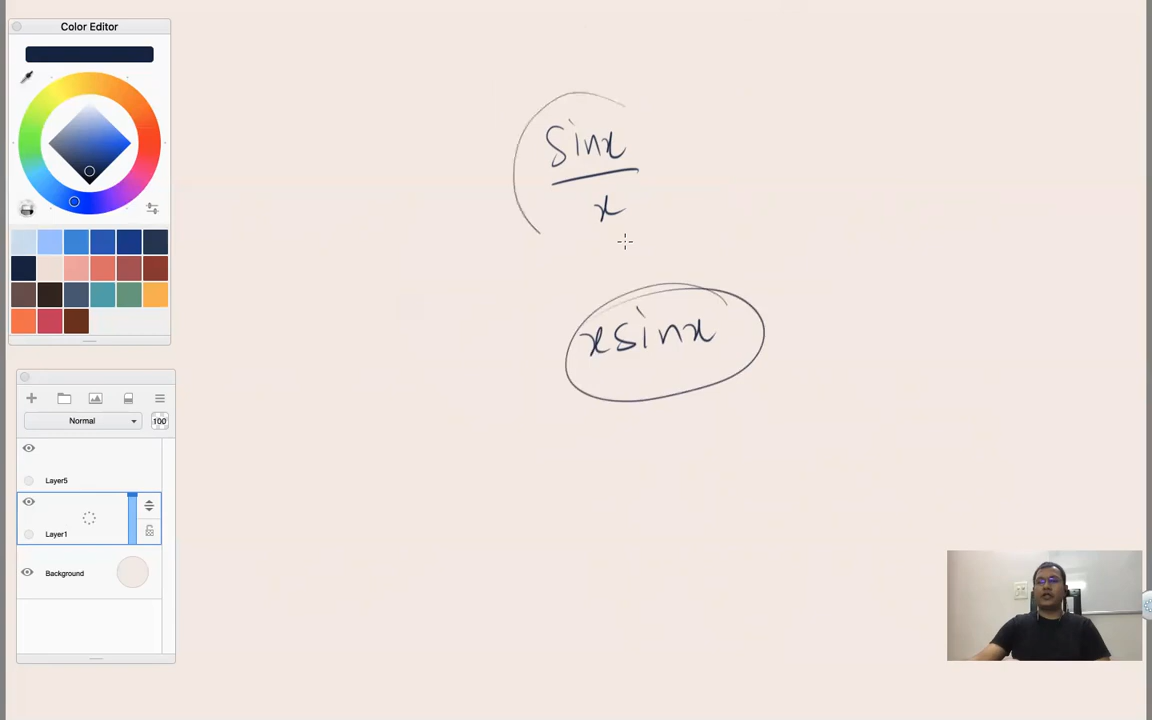 Color Editor
sinx
x
xsinx
Normal 100
Layer5
Layer1
Background